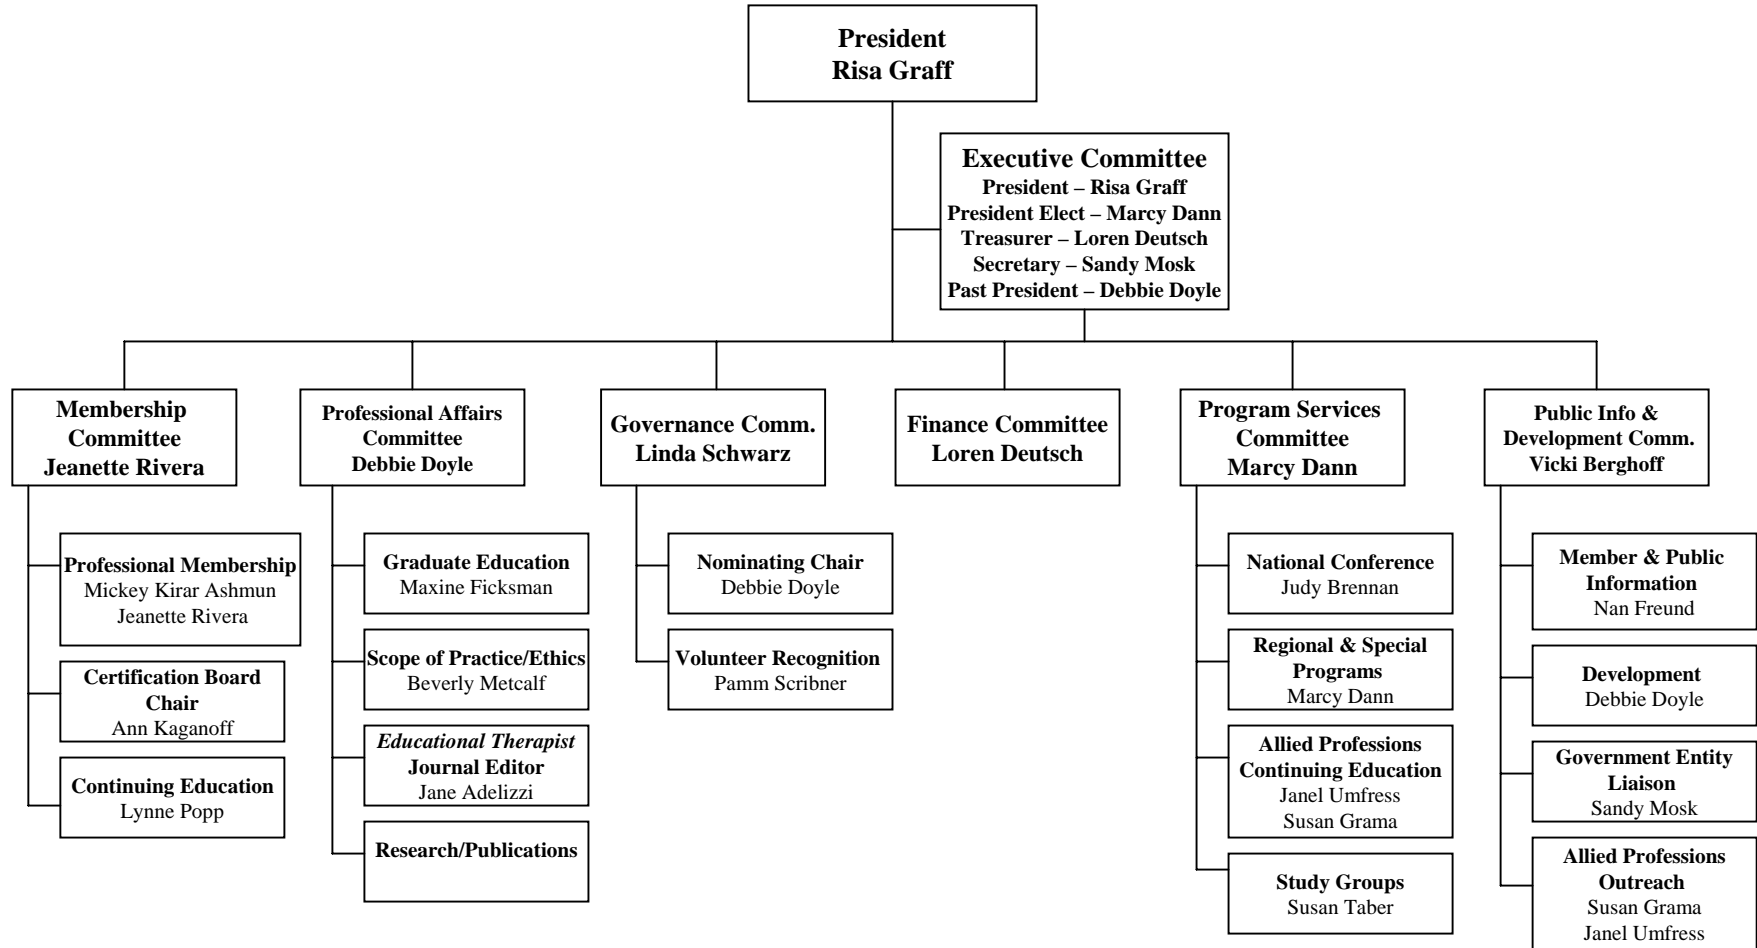 President
Risa Graff
Executive Committee
President – Risa Graff
President Elect – Marcy Dann
Treasurer – Loren Deutsch
Secretary – Sandy Mosk
Past President – Debbie Doyle
Membership
Committee
Jeanette Rivera
Professional Membership
Mickey Kirar Ashmun
Jeanette Rivera
Certification Board
Chair
Ann Kaganoff
Continuing Education
Lynne Popp
Professional Affairs
Committee
Debbie Doyle
Graduate Education
Maxine Ficksman
Scope of Practice/Ethics
Beverly Metcalf
Educational Therapist
Journal Editor
Jane Adelizzi
Research/Publications
Governance Comm.
Linda Schwarz
Nominating Chair
Debbie Doyle
Volunteer Recognition
Pamm Scribner
Finance Committee
Loren Deutsch
Program Services
Committee
Marcy Dann
National Conference
Judy Brennan
Regional & Special
Programs
Marcy Dann
Allied Professions
Continuing Education
Janel Umfress
Susan Grama
Study Groups
Susan Taber
Public Info &
Development Comm.
Vicki Berghoff
Member & Public
Information
Nan Freund
Development
Debbie Doyle
Government Entity
Liaison
Sandy Mosk
Allied Professions
Outreach
Susan Grama
Janel Umfress